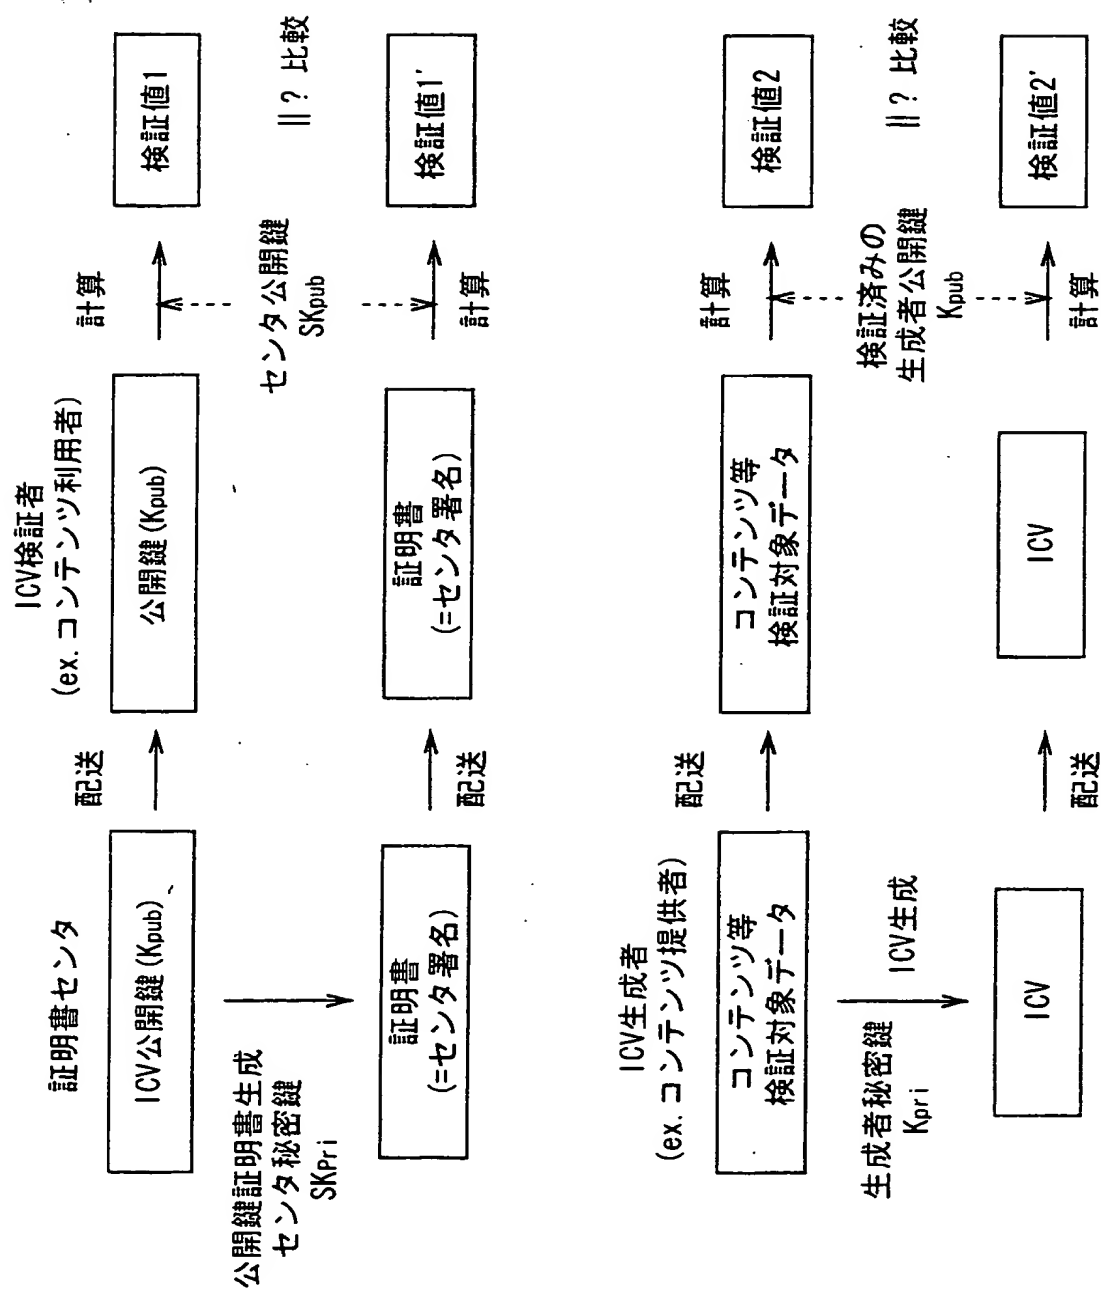 証明書センタ
ICV公開鍵(Kpub)
公開鍵証明書生成
センタ秘密鍵
SKPri
証明書
(=センタ署名)
配送
配送
ICV検証者
(ex. コンテンツ利用者)
公開鍵(Kpub)
証明書
(=センタ署名)
計算
センタ公開鍵
SKpub
計算
検証値1
||? 比較
検証値1'
ICV生成者
(ex. コンテンツ提供者)
コンテンツ等
検証対象データ
生成者秘密鍵
Kpri
ICV生成
ICV
配送
配送
コンテンツ等
検証対象データ
ICV
計算
検証済みの
生成者公開鍵
Kpub
計算
検証値2
||? 比較
検証値2'